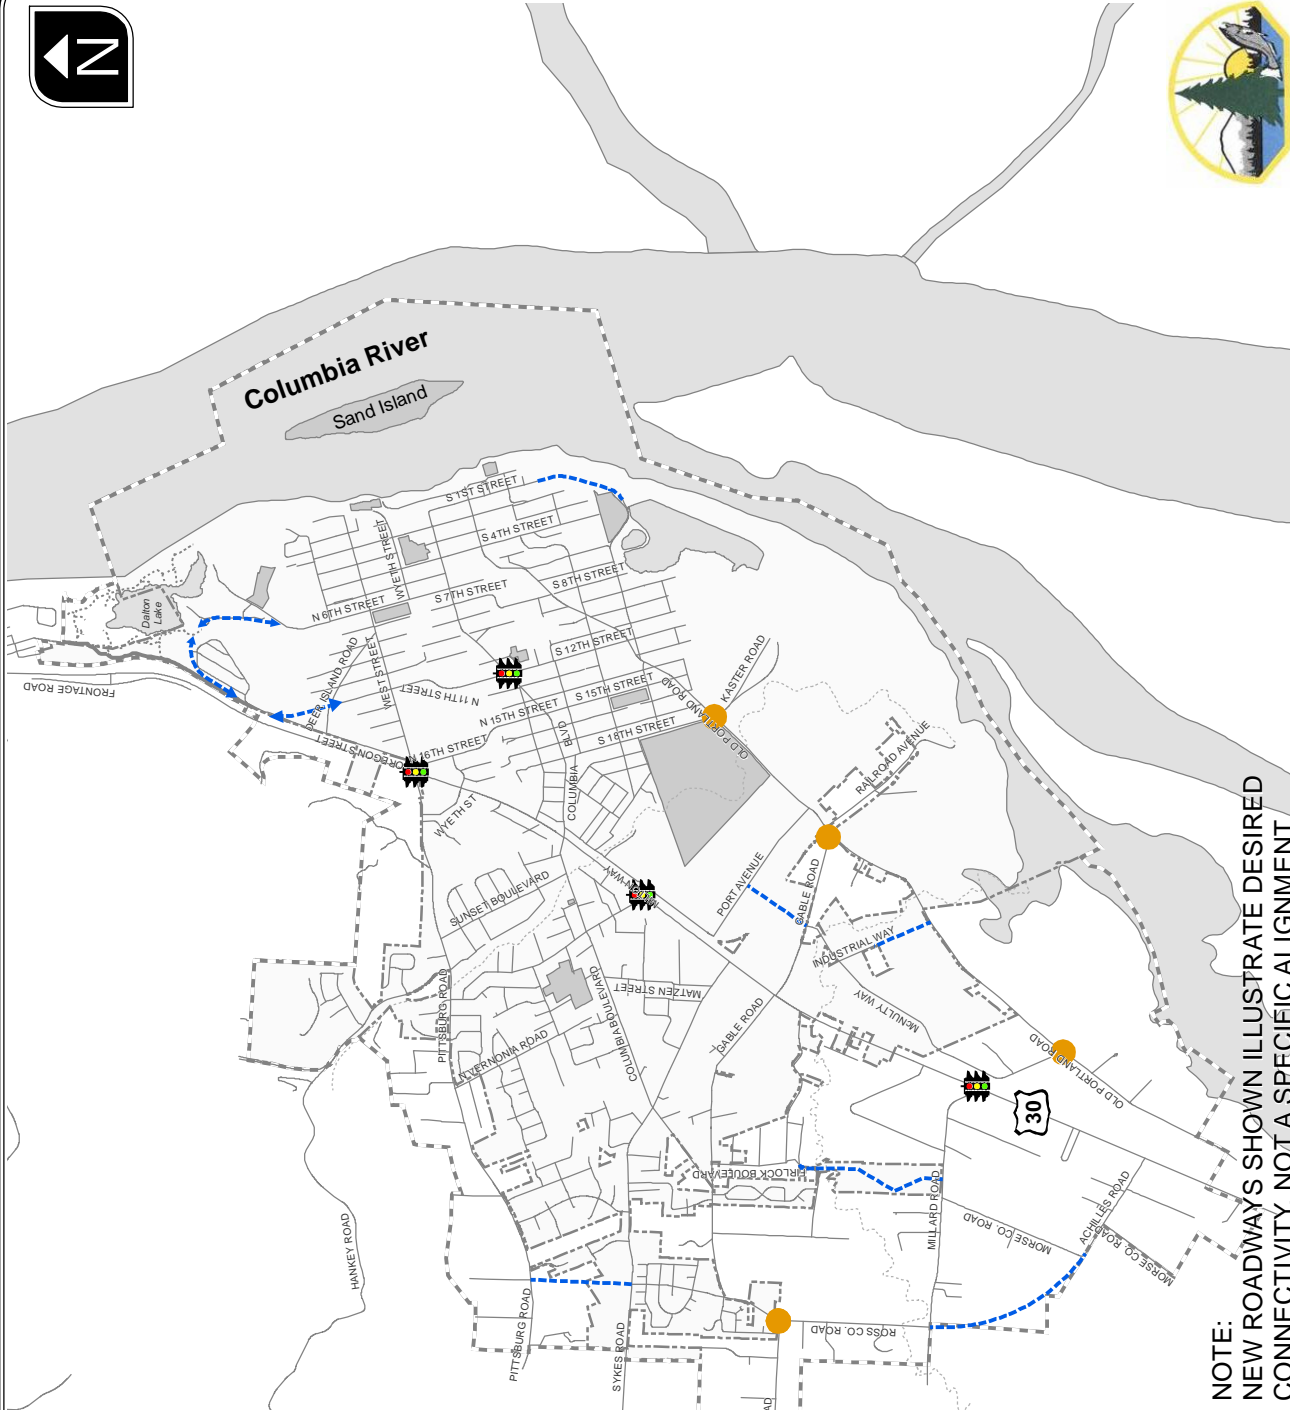 N
Columbia River
Sand Island
Dalton
Lake
FRONTAGE ROAD
S 1ST STREET
WYETH STREET
S 4TH STREET
N 6TH STREET
S 7TH STREET
S 8TH STREET
DEER ISLAND ROAD
WEST STREET
N 11TH STREET
S 12TH STREET
OREGON STREET
N 15TH STREET
S 15TH STREET
N 16TH STREET
S 18TH STREET
OLD PORTLAND ROAD
KASTER ROAD
OLD PORTLAND ROAD
COLUMBIA BLVD
WYETH ST
RAILROAD AVENUE
SUNSET BOULEVARD
PORT AVENUE
GABLE ROAD
INDUSTRIAL WAY
MATZEN STREET
McNULTY WAY
PITTSBURG ROAD
N VERNONIA ROAD
COLUMBIA BOULEVARD
GABLE ROAD
OLD PORTLAND ROAD
30
FIRLOCK BOULEVARD
HANKEY ROAD
MILLARD ROAD
MORSE CO. ROAD
ACHILLES ROAD
MORSE CO. ROAD
PITTSBURG ROAD
SYKES ROAD
ROSS CO. ROAD
NOTE:
NEW ROADWAYS SHOWN ILLUSTRATE DESIRED
CONNECTIVITY, NOT A SPECIFIC ALIGNMENT